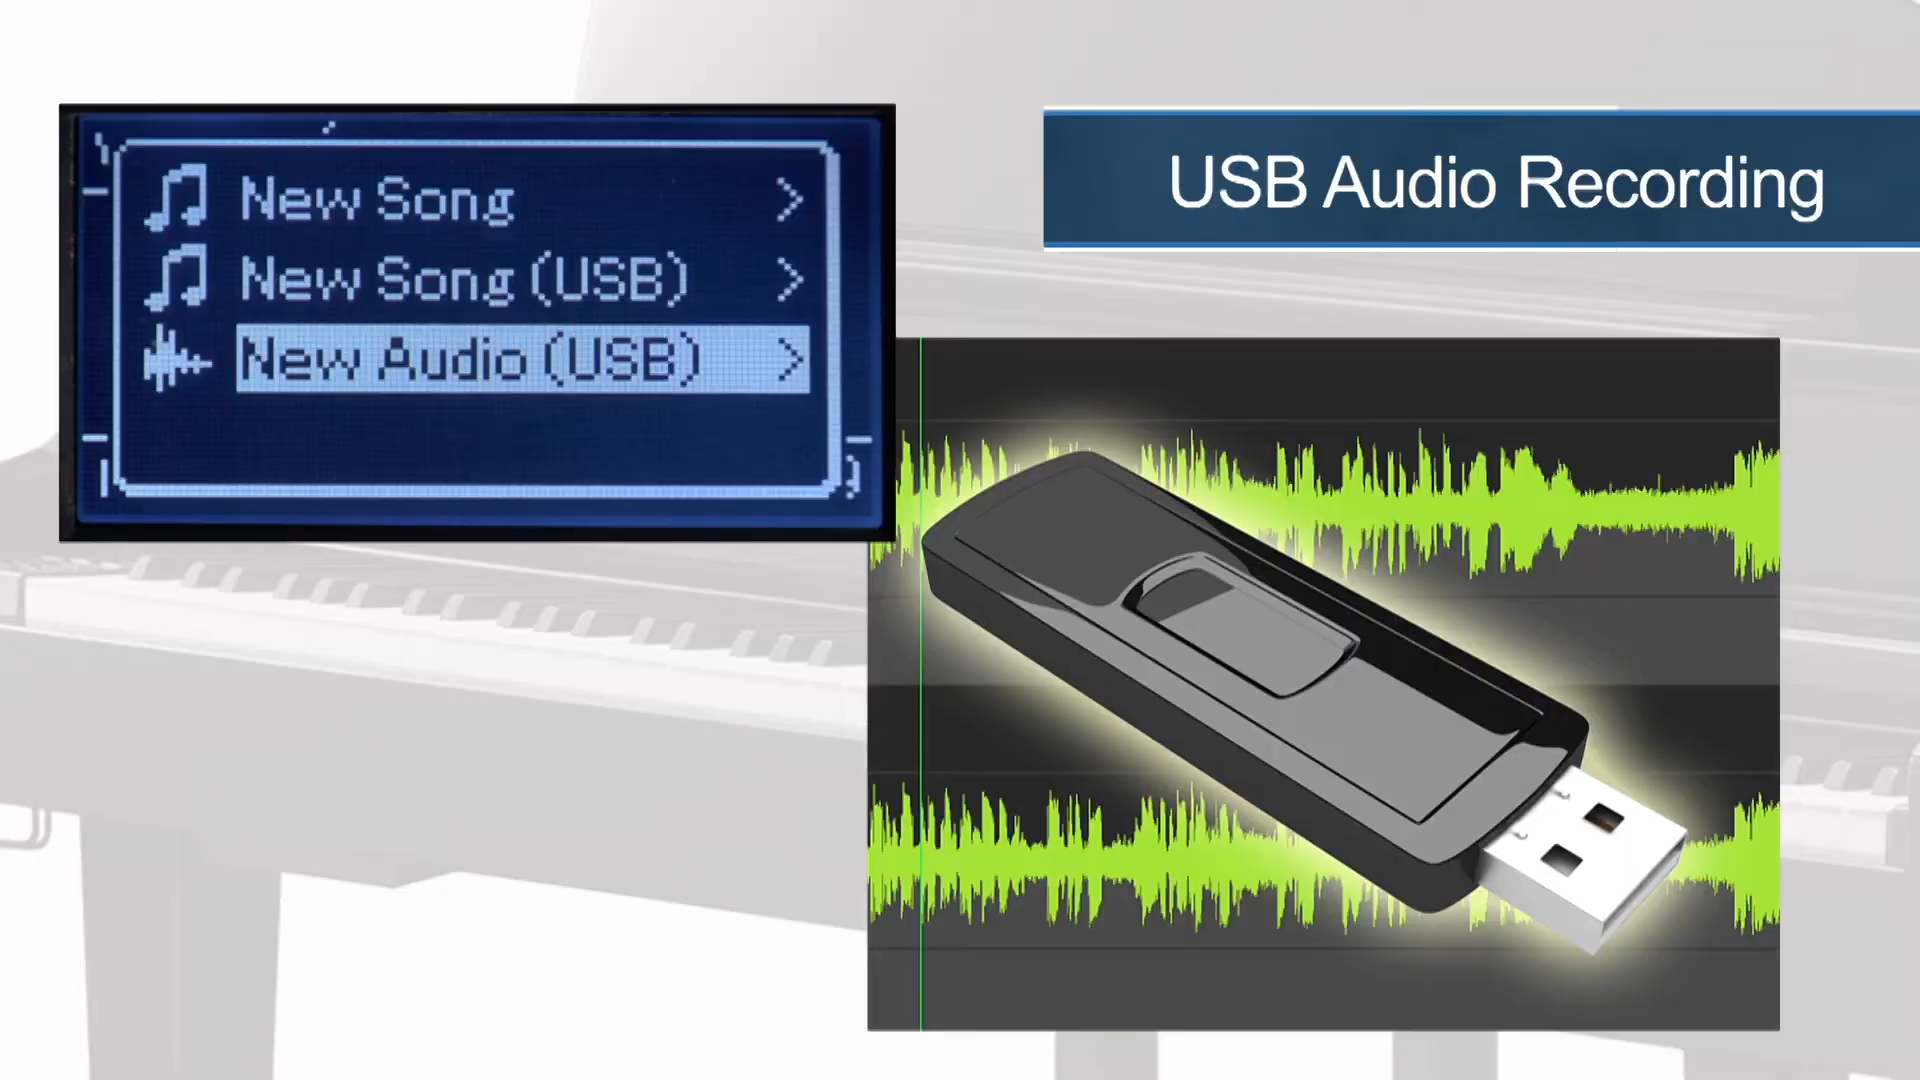 New Song >
New Song (USB) >
New Audio (USB) >
USB Audio Recording